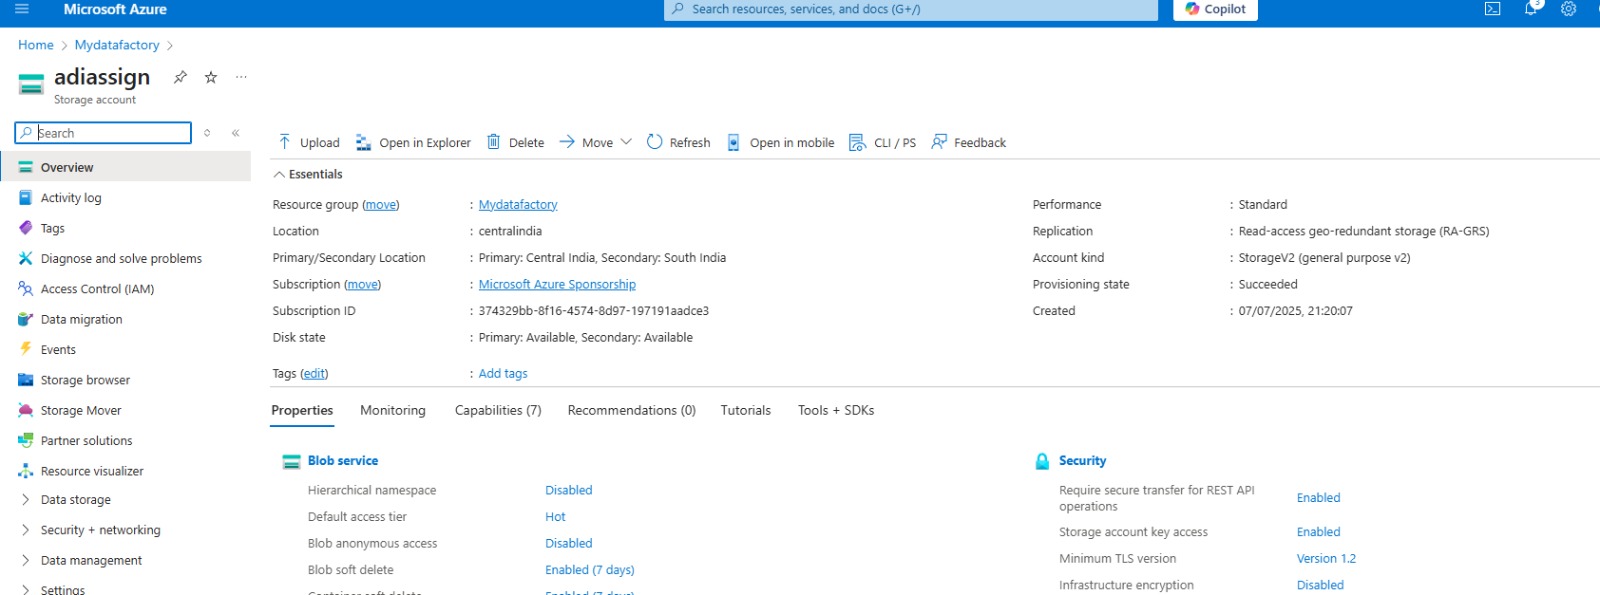 Microsoft Azure
Search resources, services, and docs (G+/)
Copilot
3
Home > Mydatafactory >
adiassign
Storage account
Search
Overview
Activity log
Tags
Diagnose and solve problems
Access Control (IAM)
Data migration
Events
Storage browser
Storage Mover
Partner solutions
Resource visualizer
Data storage
Security + networking
Data management
Settings
Upload Open in Explorer Delete Move Refresh Open in mobile CLI / PS Feedback
Essentials
Resource group (move) : Mydatafactory
Location : centralindia
Primary/Secondary Location : Primary: Central India, Secondary: South India
Subscription (move) : Microsoft Azure Sponsorship
Subscription ID : 374329bb-8f16-4574-8d97-197191aadce3
Disk state : Primary: Available, Secondary: Available
Tags (edit) : Add tags
Performance : Standard
Replication : Read-access geo-redundant storage (RA-GRS)
Account kind : StorageV2 (general purpose v2)
Provisioning state : Succeeded
Created : 07/07/2025, 21:20:07
Properties Monitoring Capabilities (7) Recommendations (0) Tutorials Tools + SDKs
Blob service
Hierarchical namespace Disabled
Default access tier Hot
Blob anonymous access Disabled
Blob soft delete Enabled (7 days)
Container soft delete Enabled (7 days)
Security
Require secure transfer for REST API operations Enabled
Storage account key access Enabled
Minimum TLS version Version 1.2
Infrastructure encryption Disabled